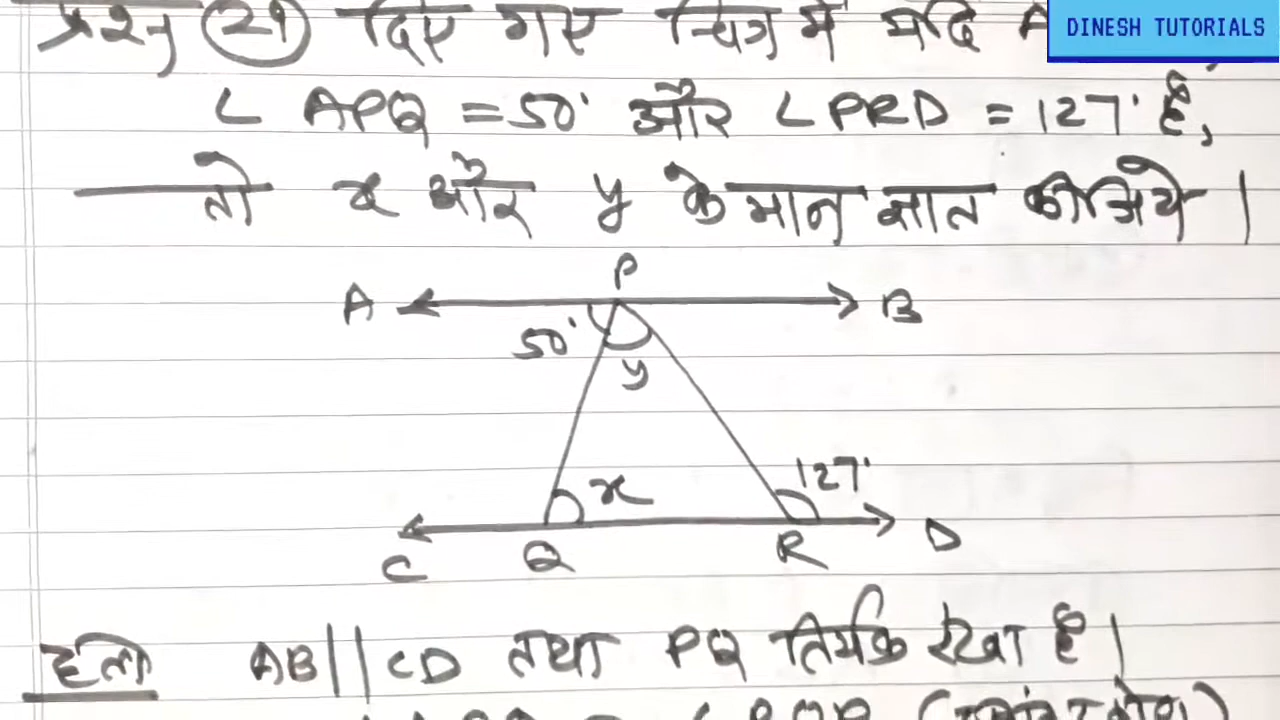 प्रश्न 29 दिए गए चित्र में यदि A
DINESH TUTORIALS
∠ APQ = 50° और ∠ PRD = 127° है,
तो x और y के मान ज्ञात कीजिये |
P
A
B
50°
y
x
127°
C
Q
R
D
हल: AB || CD तथा PQ तिर्यक रेखा है |